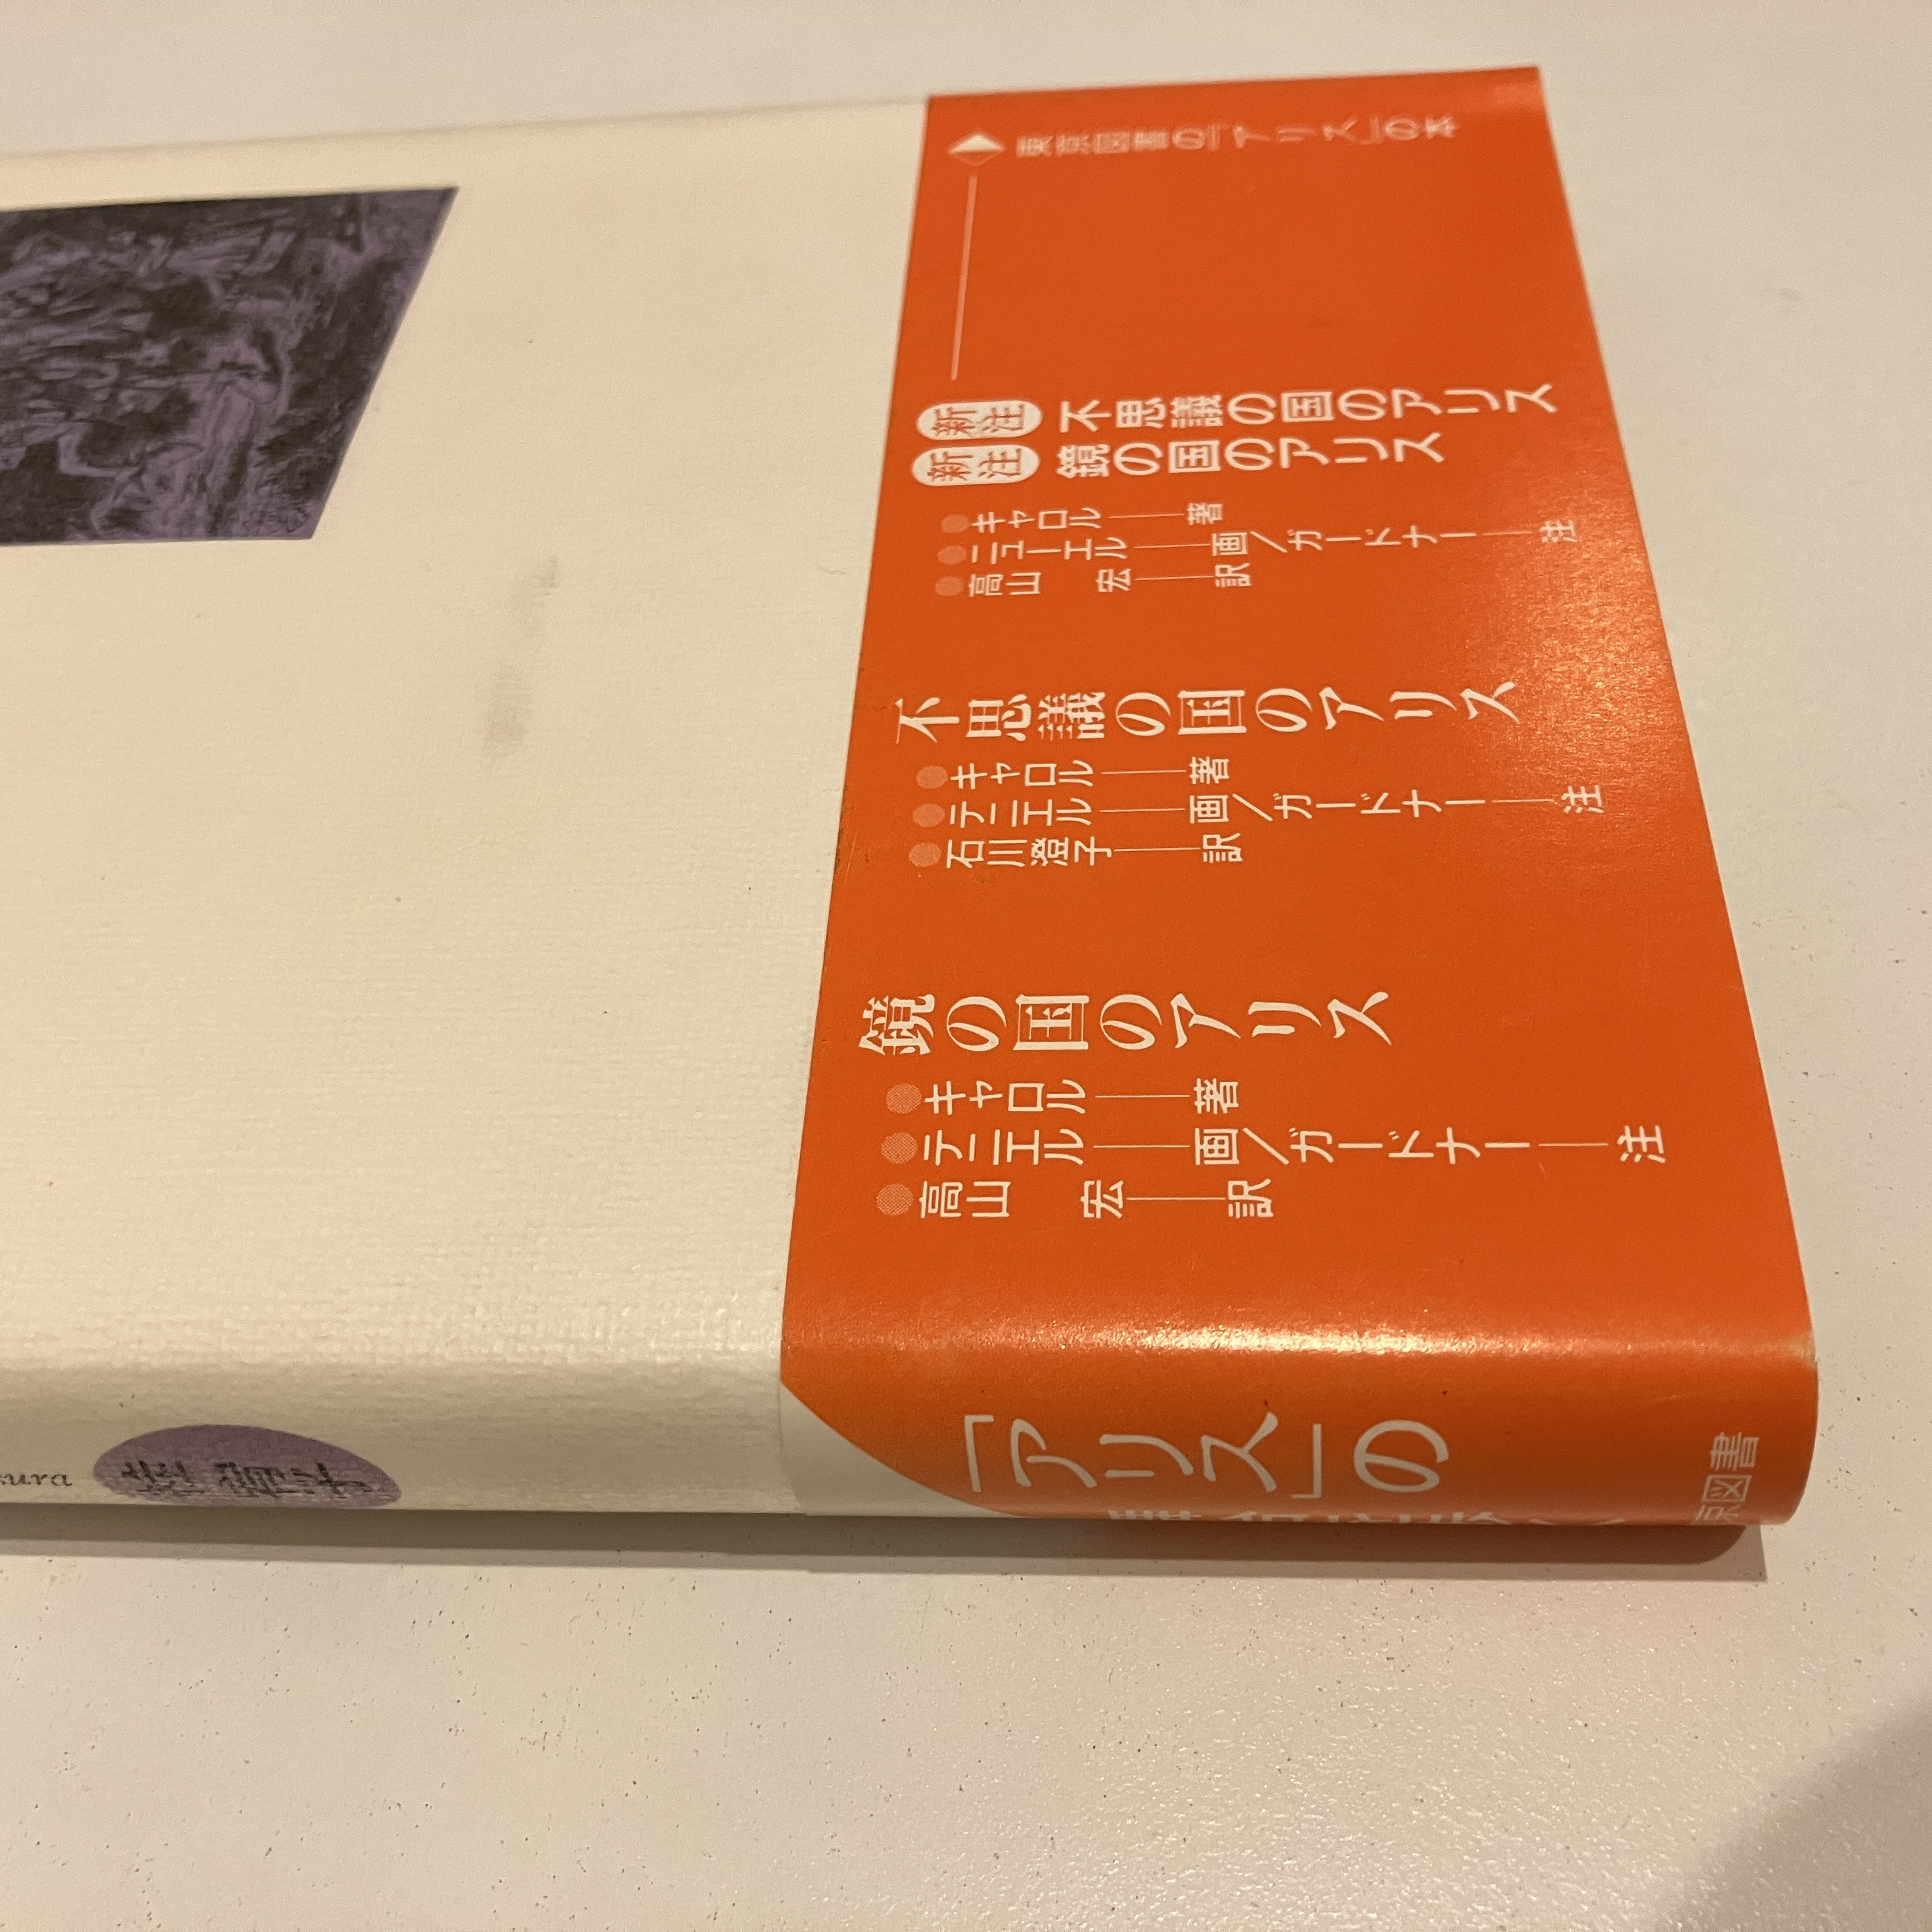 東京図書の「アリス」の本
新注 不思議の国のアリス
新注 鏡の国のアリス
●キャロル——著
●ニューエル——画／ガードナー——注
●高山 宏——訳
不思議の国のアリス
●キャロル——著
●テニエル——画／ガードナー——注
●石川澄子——訳
鏡の国のアリス
●キャロル——著
●テニエル——画／ガードナー——注
●高山 宏——訳
「アリス」の
図書